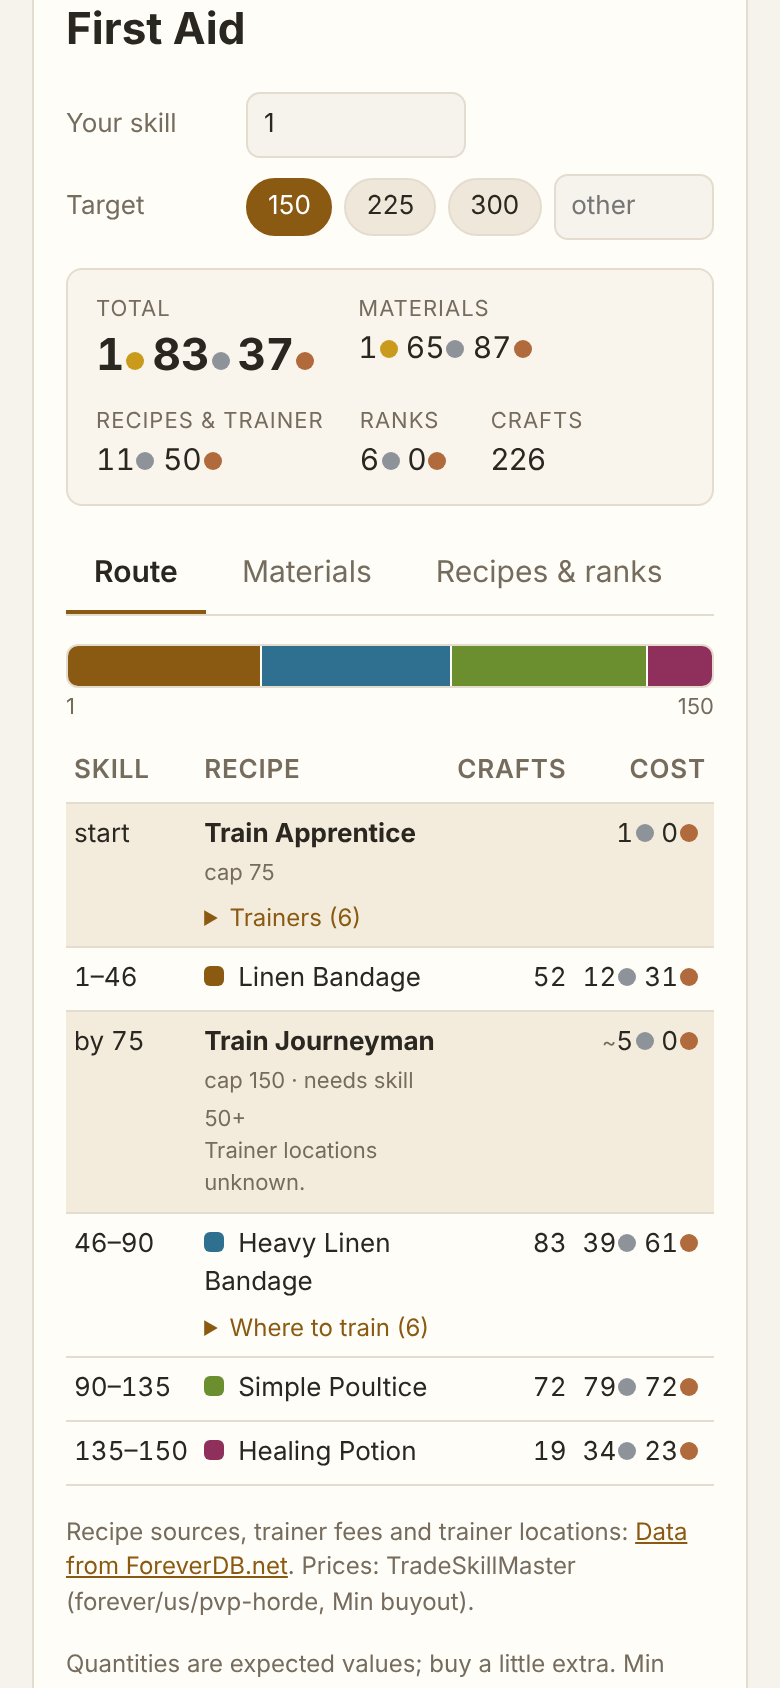 First Aid
Your skill 1
Target 150 225 300 other
TOTAL MATERIALS
1 83 37 1 65 87
RECIPES & TRAINER RANKS CRAFTS
11 50 6 0 226
Route Materials Recipes & ranks
1 150
SKILL RECIPE CRAFTS COST
start Train Apprentice 1 0
cap 75
▶ Trainers (6)
1–46 Linen Bandage 52 12 31
by 75 Train Journeyman ~5 0
cap 150 · needs skill
50+
Trainer locations
unknown.
46–90 Heavy Linen 83 39 61
Bandage
▶ Where to train (6)
90–135 Simple Poultice 72 79 72
135–150 Healing Potion 19 34 23
Recipe sources, trainer fees and trainer locations: Data
from ForeverDB.net. Prices: TradeSkillMaster
(forever/us/pvp-horde, Min buyout).
Quantities are expected values; buy a little extra. Min